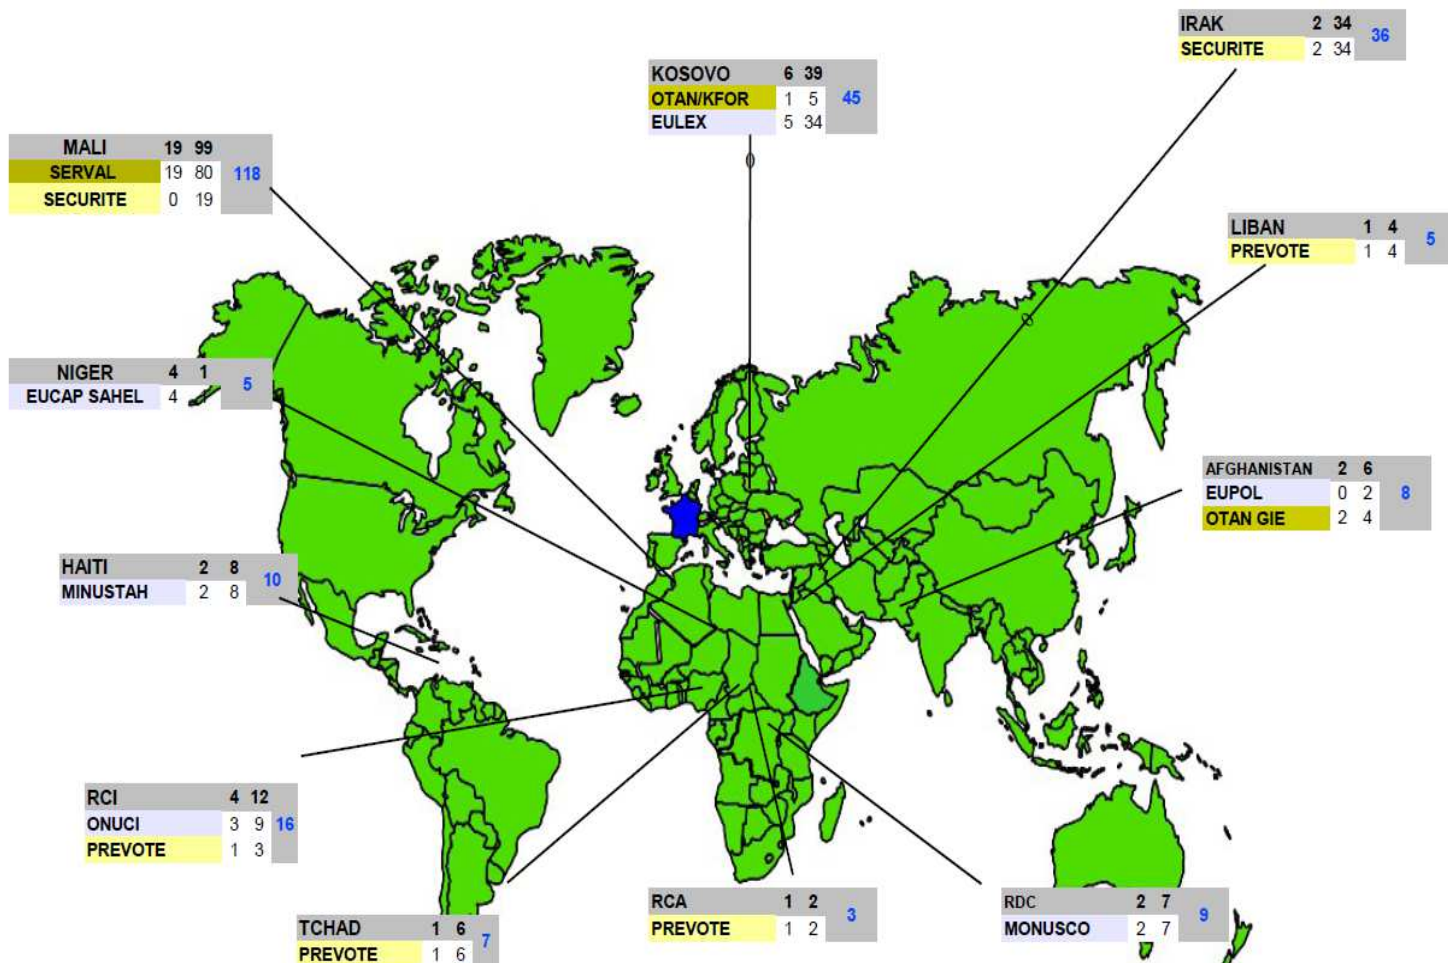 IRAK 2 34 36
SECURITE 2 34
KOSOVO 6 39
OTAN/KFOR 1 5 45
EULEX 5 34
MALI 19 99
SERVAL 19 80 118
SECURITE 0 19
LIBAN 1 4 5
PREVOTE 1 4
NIGER 4 1 5
EUCAP SAHEL 4
AFGHANISTAN 2 6
EUPOL 0 2 8
OTAN GIE 2 4
HAITI 2 8 10
MINUSTAH 2 8
RCI 4 12
ONUCI 3 9 16
PREVOTE 1 3
TCHAD 1 6 7
PREVOTE 1 6
RCA 1 2 3
PREVOTE 1 2
RDC 2 7 9
MONUSCO 2 7